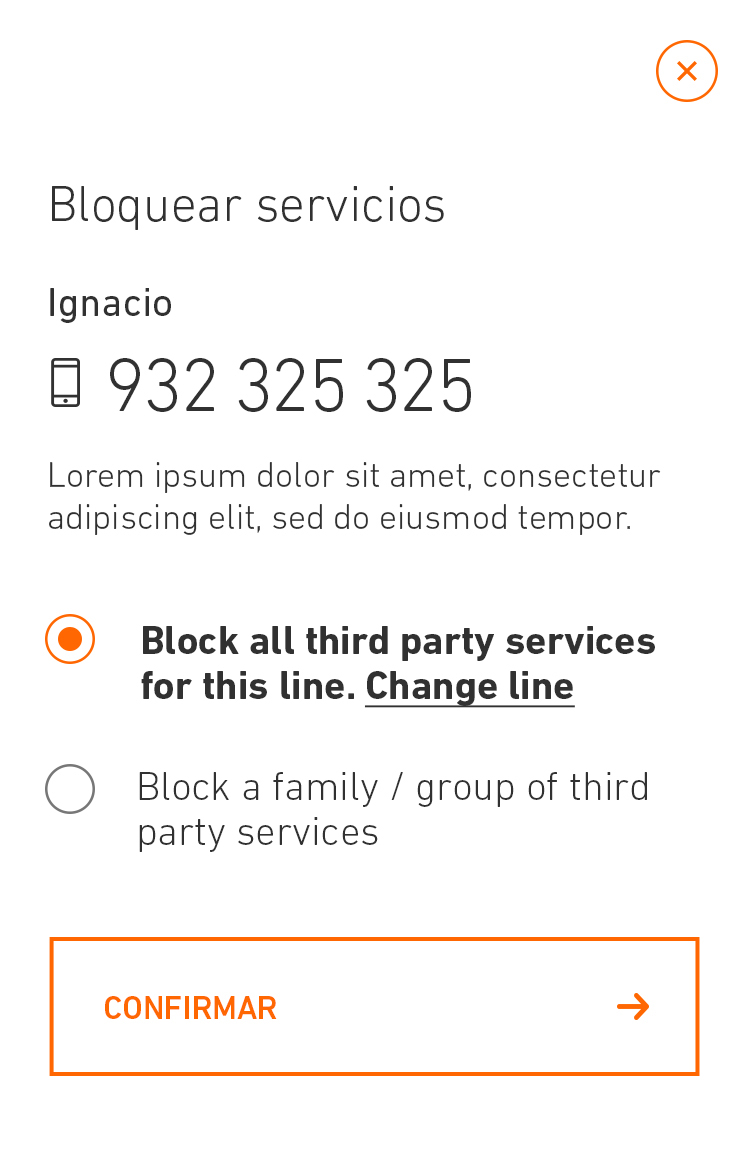 Bloquear servicios
Ignacio
932 325 325
Lorem ipsum dolor sit amet, consectetur
adipiscing elit, sed do eiusmod tempor.
Block all third party services
for this line. Change line
Block a family / group of third
party services
CONFIRMAR